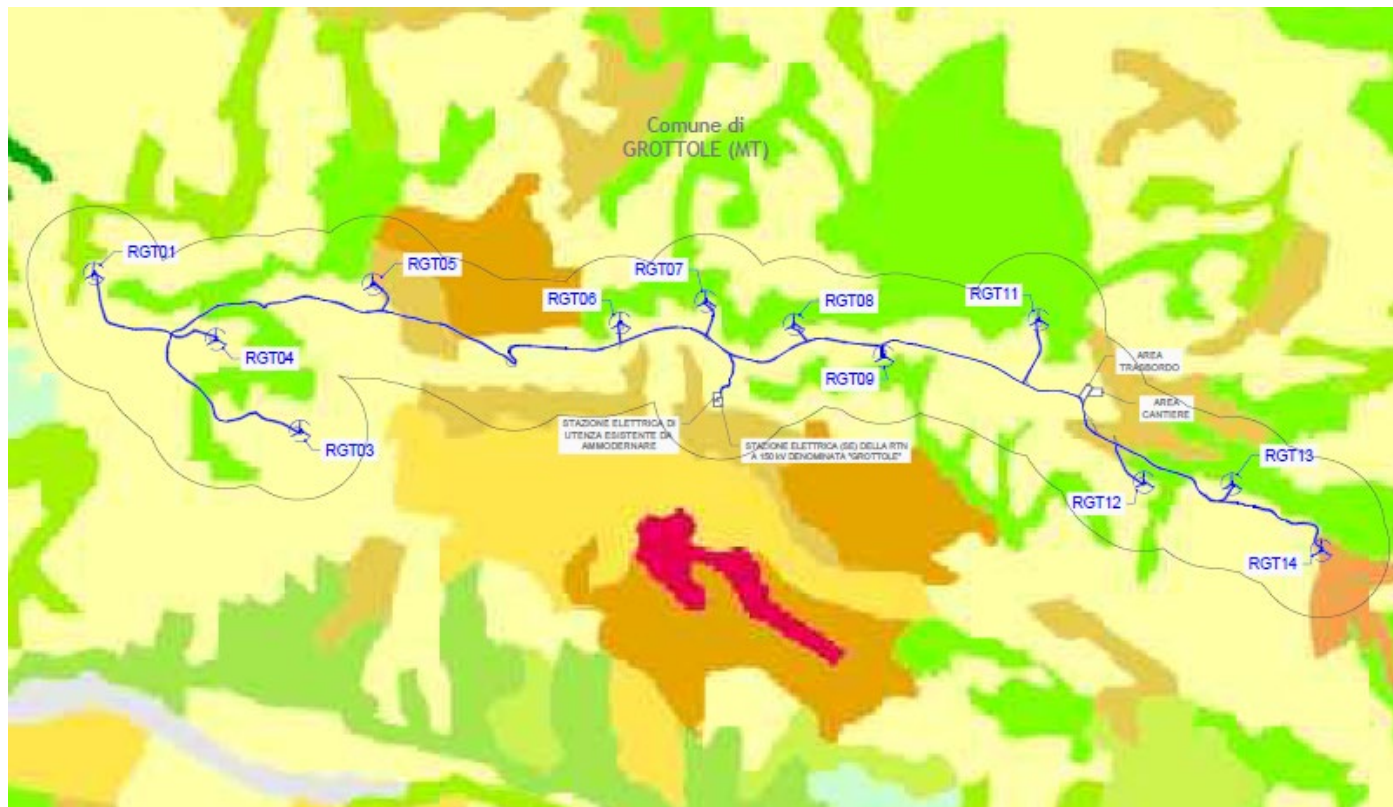 Comune di
GROTTOLE (MT)
RGT01
RGT05
RGT07
RGT06
RGT08
RGT11
RGT04
RGT09
AREA
TRASBORDO
AREA
CANTIERE
RGT03
STAZIONE ELETTRICA DI
UTENZA ESISTENTE DA
AMMODERNARE
STAZIONE ELETTRICA (SE) DELLA RTN
A 150 kV DENOMINATA "GROTTOLE"
RGT13
RGT12
RGT14